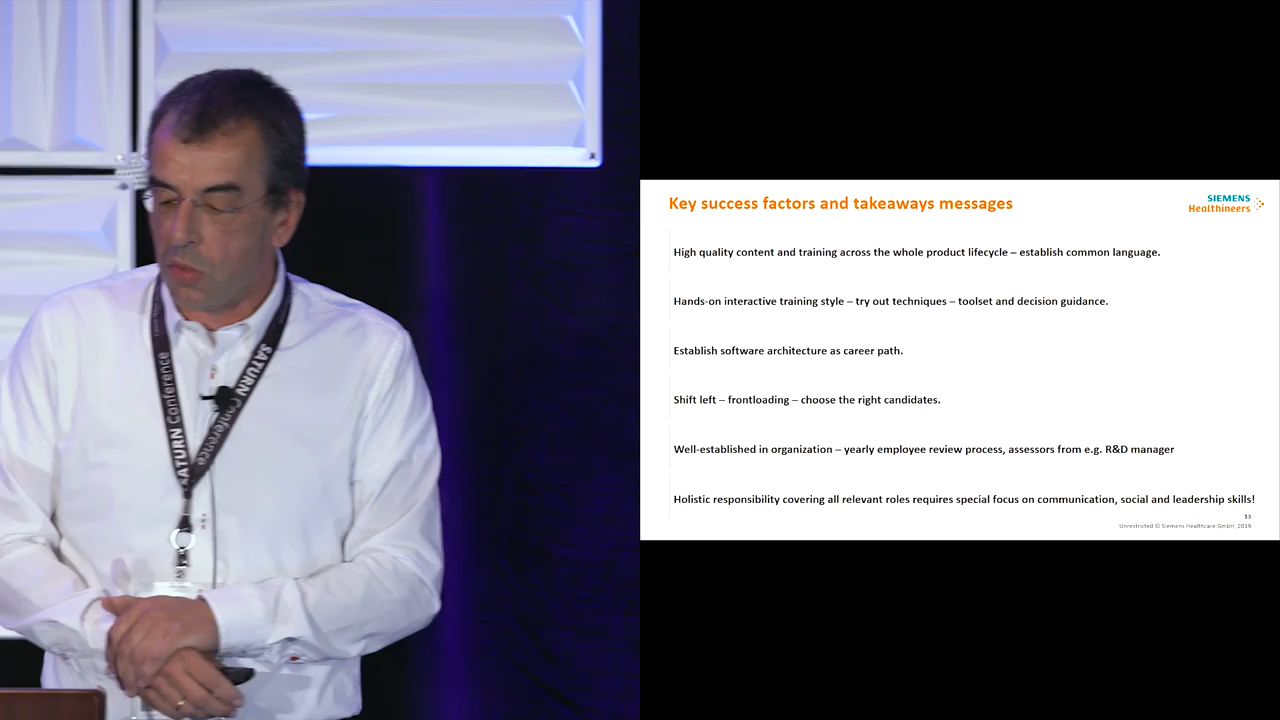 SATURN Conference
SATURN Conference
Key success factors and takeaways messages
SIEMENS
Healthineers
High quality content and training across the whole product lifecycle – establish common language.
Hands-on interactive training style – try out techniques – toolset and decision guidance.
Establish software architecture as career path.
Shift left – frontloading – choose the right candidates.
Well-established in organization – yearly employee review process, assessors from e.g. R&D manager
Holistic responsibility covering all relevant roles requires special focus on communication, social and leadership skills!
13
Unrestricted © Siemens Healthcare GmbH, 2019